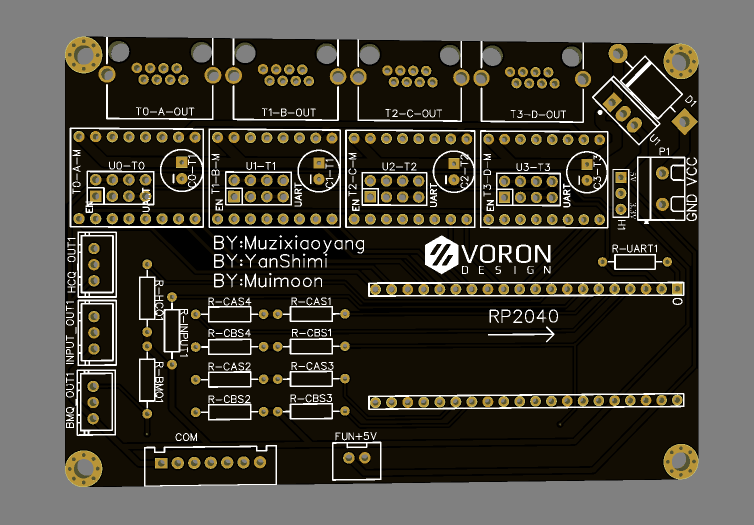 T0-A-OUT
T1-B-OUT
T2-C-OUT
T3-D-OUT
D1
U1
T0-A-M
U0-T0
EN
UART
C0-T1
T1-B-M
U1-T1
EN
UART
C1-T1
T2-C-M
U2-T2
EN
UART
C2-T2
T3-D-M
U3-T3
EN
UART
C3-T3
H1
P1
GND VCC
HCQ OUT1
BY:Muzixiaoyang
BY:YanShimi
BY:Muimoon
VORON
DESIGN
R-UART1
R-HCQ1
R-INPUT1
R-BMQ1
INPUT OUT1
BMQ OUT1
R-CAS4
R-CAS1
R-CBS4
R-CBS1
R-CAS2
R-CAS3
R-CBS2
R-CBS3
RP2040
0
COM
FUN+5V